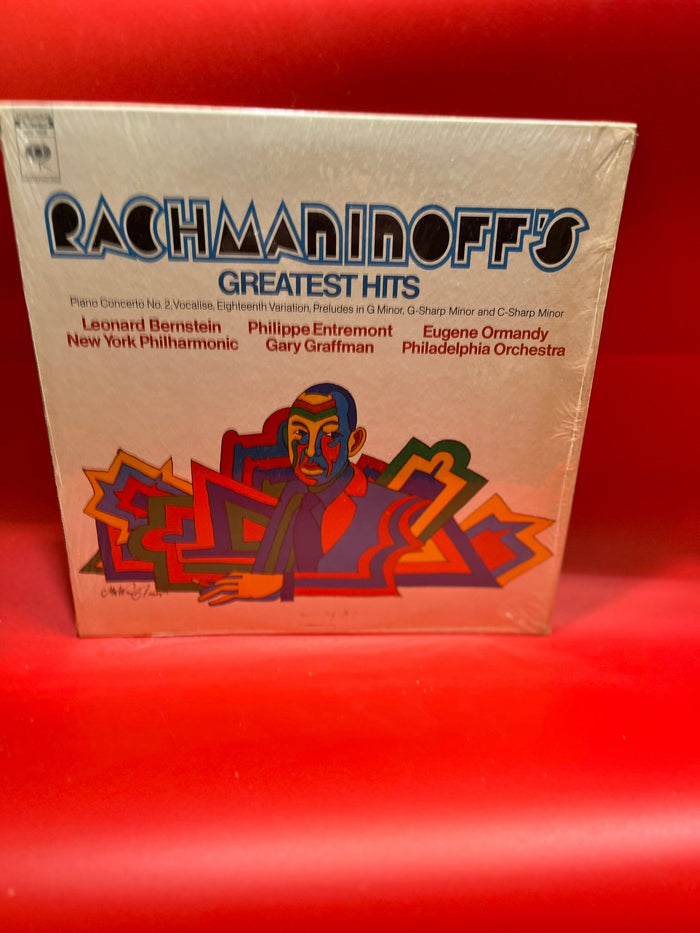 RACHMANINOFF'S
GREATEST HITS
Piano Concerto No. 2, Vocalise, Eighteenth Variation, Preludes in G Minor, G-Sharp Minor and C-Sharp Minor
Leonard Bernstein Philippe Entremont Eugene Ormandy
New York Philharmonic Gary Graffman Philadelphia Orchestra